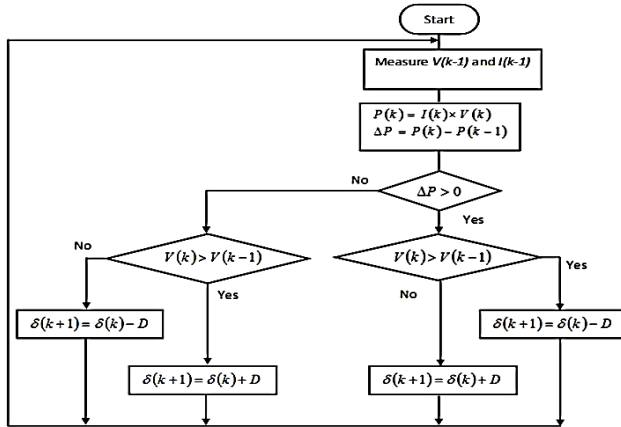 Start
Measure V(k-1) and I(k-1)
P(k) = I(k)× V(k)
ΔP = P(k) − P(k−1)
No
ΔP > 0
Yes
No
V(k) > V(k−1)
Yes
V(k) > V(k−1)
Yes
No
δ(k+1) = δ(k) − D
δ(k+1) = δ(k) + D
δ(k+1) = δ(k) + D
δ(k+1) = δ(k) − D